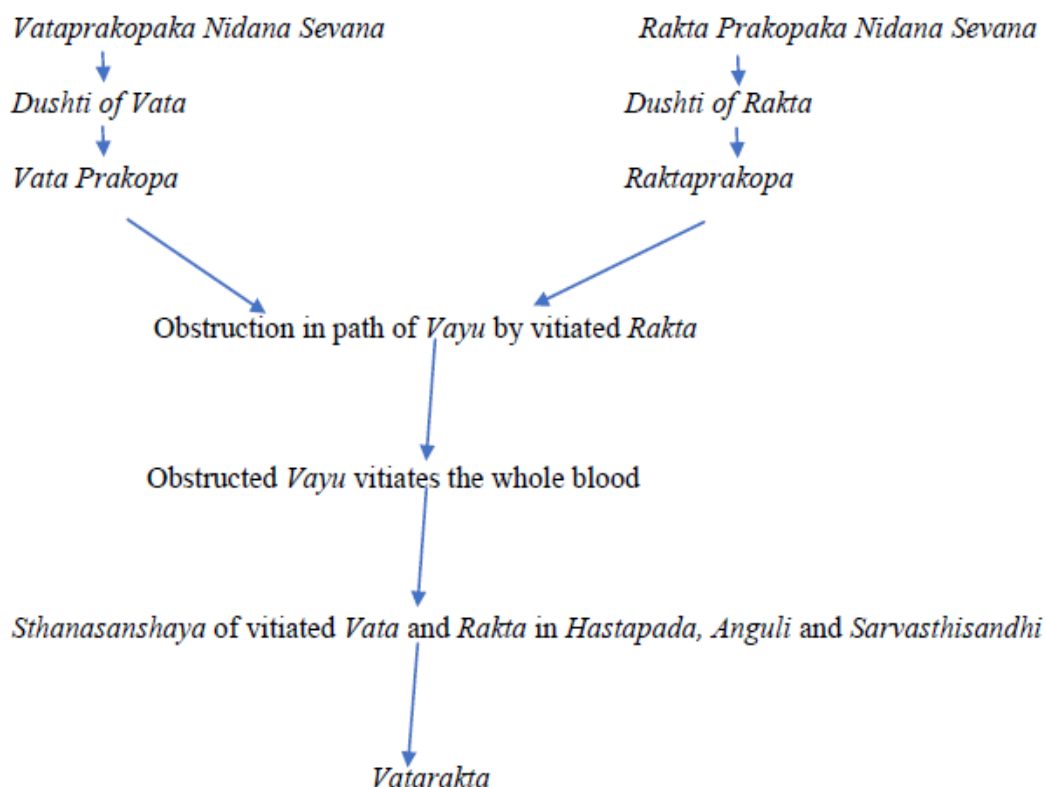 Vataprakopaka Nidana Sevana
Rakta Prakopaka Nidana Sevana
Dushti of Vata
Dushti of Rakta
Vata Prakopa
Raktaprakopa
Obstruction in path of Vayu by vitiated Rakta
Obstructed Vayu vitiates the whole blood
Sthanasanshaya of vitiated Vata and Rakta in Hastapada, Anguli and Sarvasthisandhi
Vatarakta